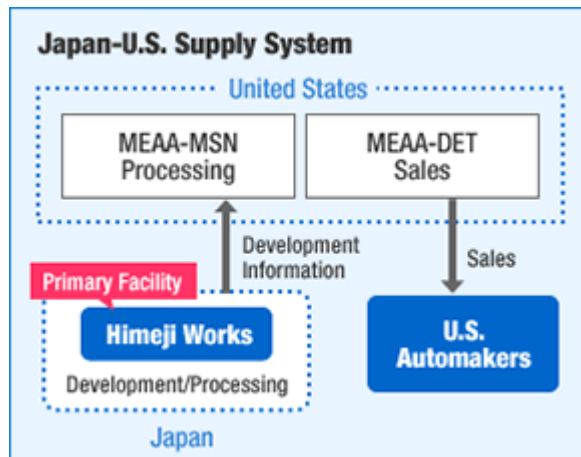 Japan-U.S. Supply System
United States
MEAA-MSN
Processing
MEAA-DET
Sales
Development
Information
Sales
Primary Facility
Himeji Works
Development/Processing
Japan
U.S.
Automakers